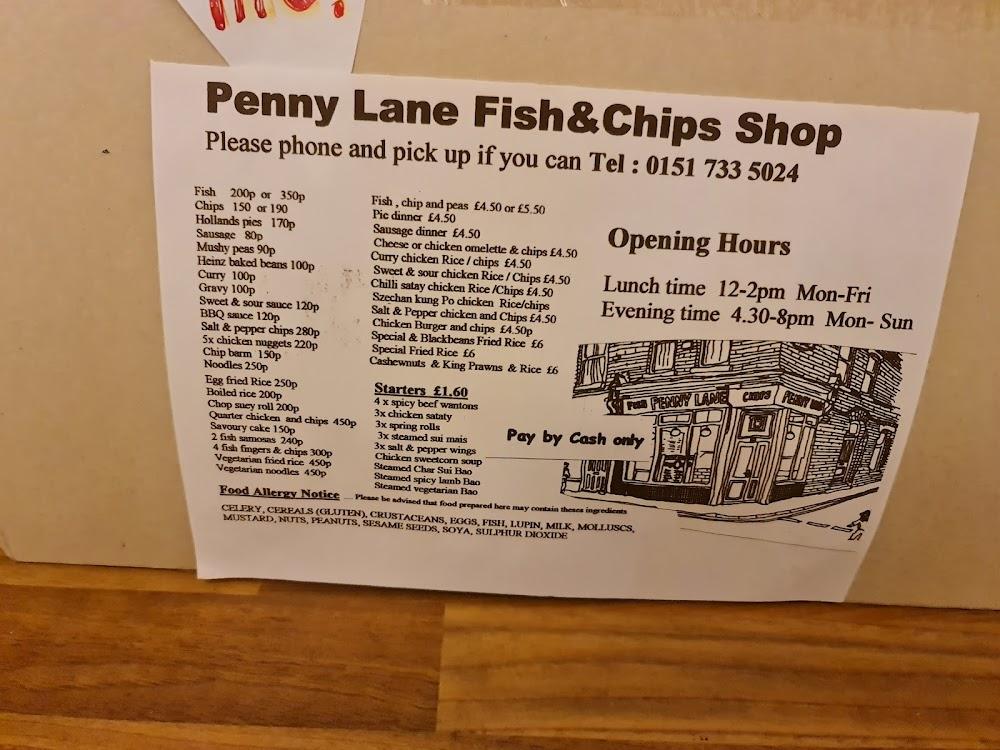 Penny Lane Fish&Chips Shop
Please phone and pick up if you can Tel : 0151 733 5024
Fish 200p or 350p
Chips 150 or 190
Hollands pies 170p
Sausage 80p
Mushy peas 90p
Heinz baked beans 100p
Curry 100p
Gravy 100p
Sweet & sour sauce 120p
BBQ sauce 120p
Salt & pepper chips 280p
5x chicken nuggets 220p
Chip barm 150p
Noodles 250p
Egg fried Rice 250p
Boiled rice 200p
Chop suey roll 200p
Quarter chicken and chips 450p
Savoury cake 150p
2 fish samosas 240p
4 fish fingers & chips 300p
Vegetarian fried rice 450p
Vegetarian noodles 450p
Fish , chip and peas £4.50 or £5.50
Pie dinner £4.50
Sausage dinner £4.50
Cheese or chicken omelette & chips £4.50
Curry chicken Rice / chips £4.50
Sweet & sour chicken Rice / Chips £4.50
Chilli satay chicken Rice /Chips £4.50
Szechan kung Po chicken Rice/chips
Salt & Pepper chicken and Chips £4.50
Chicken Burger and chips £4.50p
Special & Blackbeans Fried Rice £6
Special Fried Rice £6
Cashewnuts & King Prawns & Rice £6
Starters £1.60
4 x spicy beef wantons
3x chicken sataty
3x spring rolls
3x steamed sui mais
3x salt & pepper wings
Chicken sweetcorn soup
Steamed Char Sui Bao
Steamed spicy lamb Bao
Steamed vegetarian Bao
Opening Hours
Lunch time 12-2pm Mon-Fri
Evening time 4.30-8pm Mon- Sun
PENNY LANE
CHIPS
PENNY
Pay by Cash only
Food Allergy Notice .... Please be advised that food prepared here may contain theses ingredients
CELERY, CEREALS (GLUTEN), CRUSTACEANS, EGGS, FISH, LUPIN, MILK, MOLLUSCS,
MUSTARD, NUTS, PEANUTS, SESAME SEEDS, SOYA, SULPHUR DIOXIDE